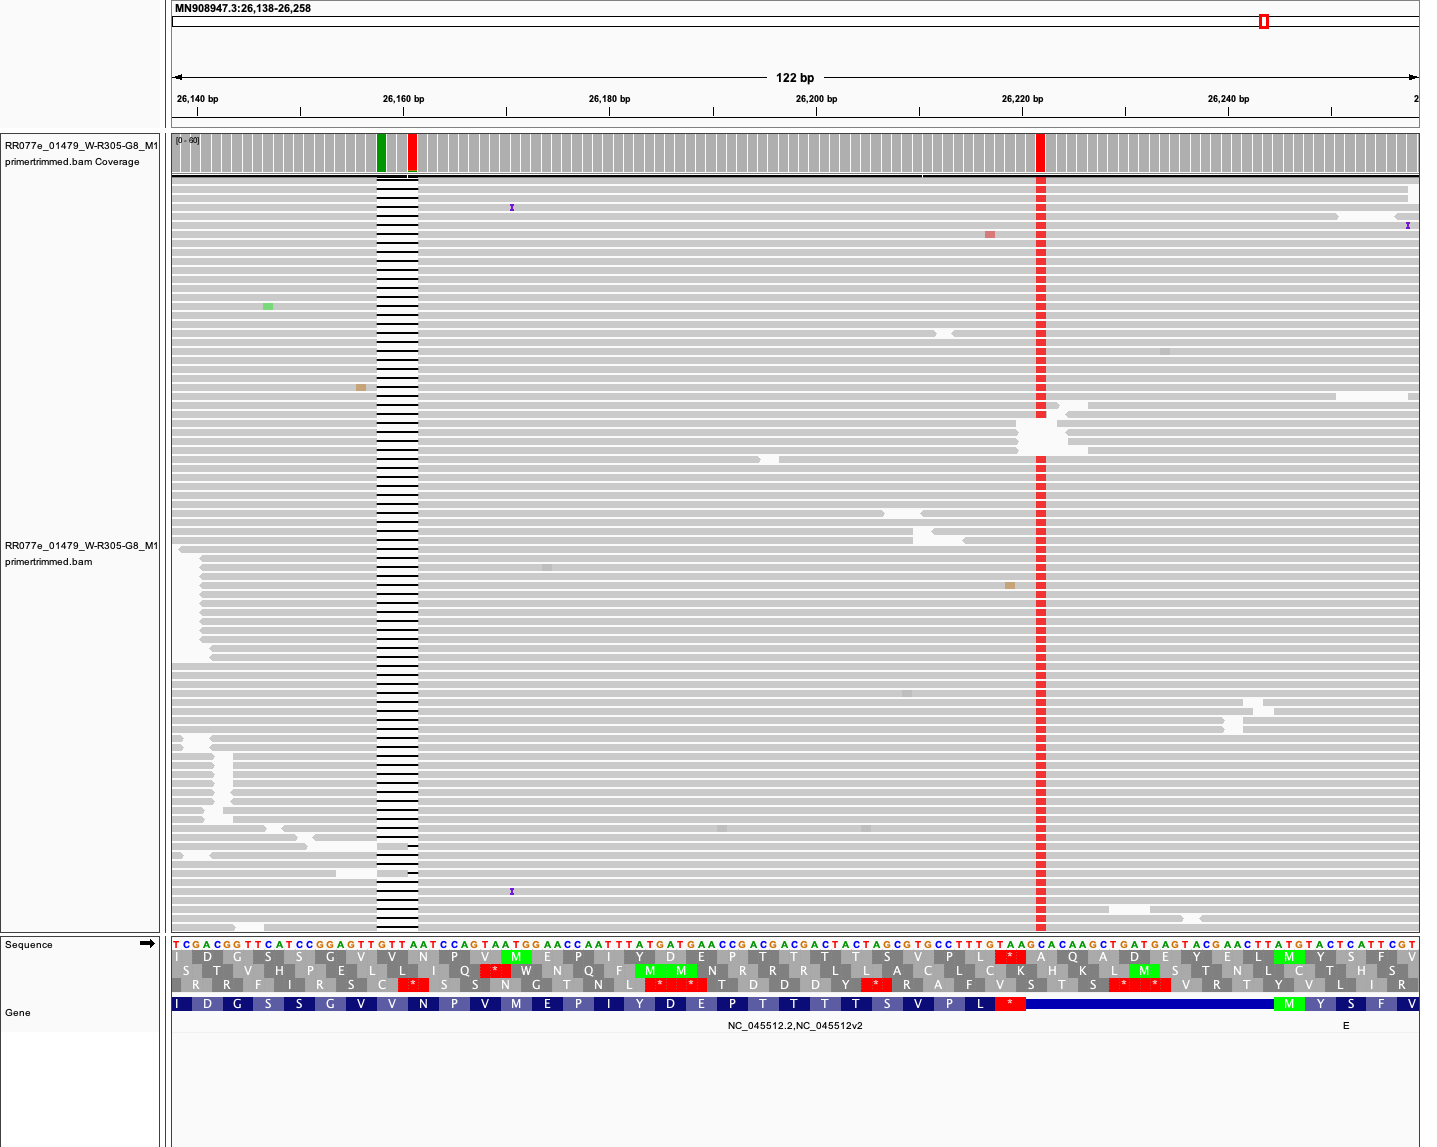 MN908947.3:26,138-26,258
122 bp
26,140 bp 26,160 bp 26,180 bp 26,200 bp 26,220 bp 26,240 bp 2
RR077e_01479_W-R305-G8_M1
primertrimmed.bam Coverage
[0 - 60]
RR077e_01479_W-R305-G8_M1
primertrimmed.bam
Sequence
TCGACGGTTCATCCGGAGTTGTTAATCCAGTAATGGAACCAATTTATGATGAACCGACGACGACTACTAGCGTGCCTTTGTAAGCACAAGCTGATGAGTACGAACTTATGTACTCATTCGT
I D G S S G V V N P V M E P I Y D E P T T T T S V P L * A Q A D E Y E L M Y S F V
S T V H P E L L I Q * W N Q F M M N R R R L L A C L C K H K L M S T N L C T H S
R R F I R S C * S S N G T N L * * T D D D Y * R A F V S T S * * V R T Y V L I R
Gene
I D G S S G V V N P V M E P I Y D E P T T T T S V P L * M Y S F V
NC_045512.2,NC_045512v2 E